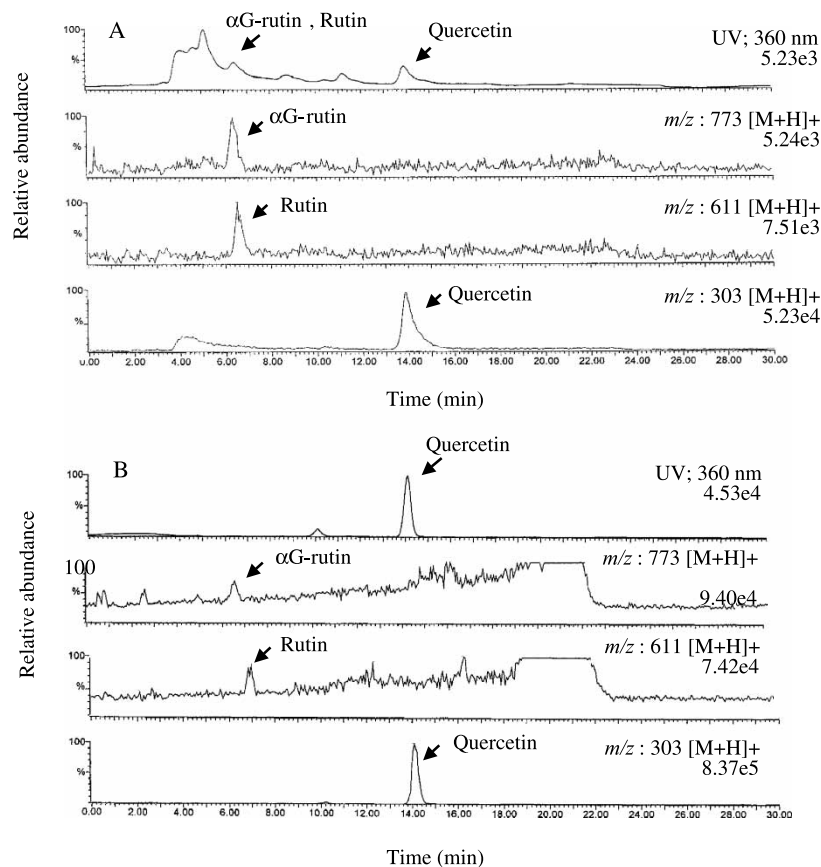 A
αG-rutin , Rutin
Quercetin
UV; 360 nm
5.23e3
100
%
αG-rutin
m/z : 773 [M+H]+
5.24e3
100
%
Rutin
m/z : 611 [M+H]+
7.51e3
100
%
Quercetin
m/z : 303 [M+H]+
5.23e4
100
%
0.00 2.00 4.00 6.00 8.00 10.00 12.00 14.00 16.00 18.00 20.00 22.00 24.00 26.00 28.00 30.00
Time (min)
Relative abundance
B
Quercetin
UV; 360 nm
4.53e4
100
%
αG-rutin
m/z : 773 [M+H]+
9.40e4
100
%
Rutin
m/z : 611 [M+H]+
7.42e4
100
%
Quercetin
m/z : 303 [M+H]+
8.37e5
100
%
0.00 2.00 4.00 6.00 8.00 10.00 12.00 14.00 16.00 18.00 20.00 22.00 24.00 26.00 28.00 30.00
Time (min)
Relative abundance